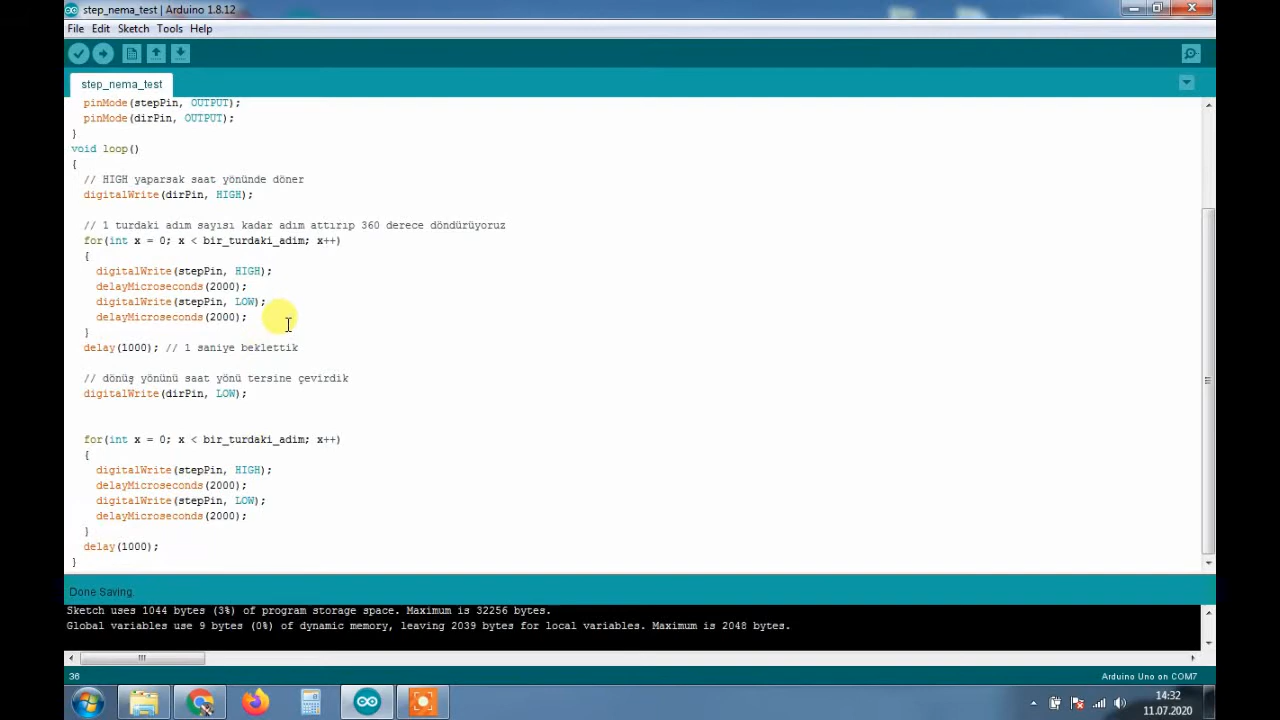 step_nema_test | Arduino 1.8.12
File Edit Sketch Tools Help
step_nema_test
pinMode(stepPin, OUTPUT);
pinMode(dirPin, OUTPUT);
}
void loop()
{
// HIGH yaparsak saat yönünde döner
digitalWrite(dirPin, HIGH);
// 1 turdaki adım sayısı kadar adım attırıp 360 derece döndürüyoruz
for(int x = 0; x < bir_turdaki_adim; x++)
{
digitalWrite(stepPin, HIGH);
delayMicroseconds(2000);
digitalWrite(stepPin, LOW);
delayMicroseconds(2000);
}
delay(1000); // 1 saniye beklettik
// dönüş yönünü saat yönü tersine çevirdik
digitalWrite(dirPin, LOW);
for(int x = 0; x < bir_turdaki_adim; x++)
{
digitalWrite(stepPin, HIGH);
delayMicroseconds(2000);
digitalWrite(stepPin, LOW);
delayMicroseconds(2000);
}
delay(1000);
}
Done Saving.
Sketch uses 1044 bytes (3%) of program storage space. Maximum is 32256 bytes.
Global variables use 9 bytes (0%) of dynamic memory, leaving 2039 bytes for local variables. Maximum is 2048 bytes.
36 Arduino Uno on COM7
14:32
11.07.2020